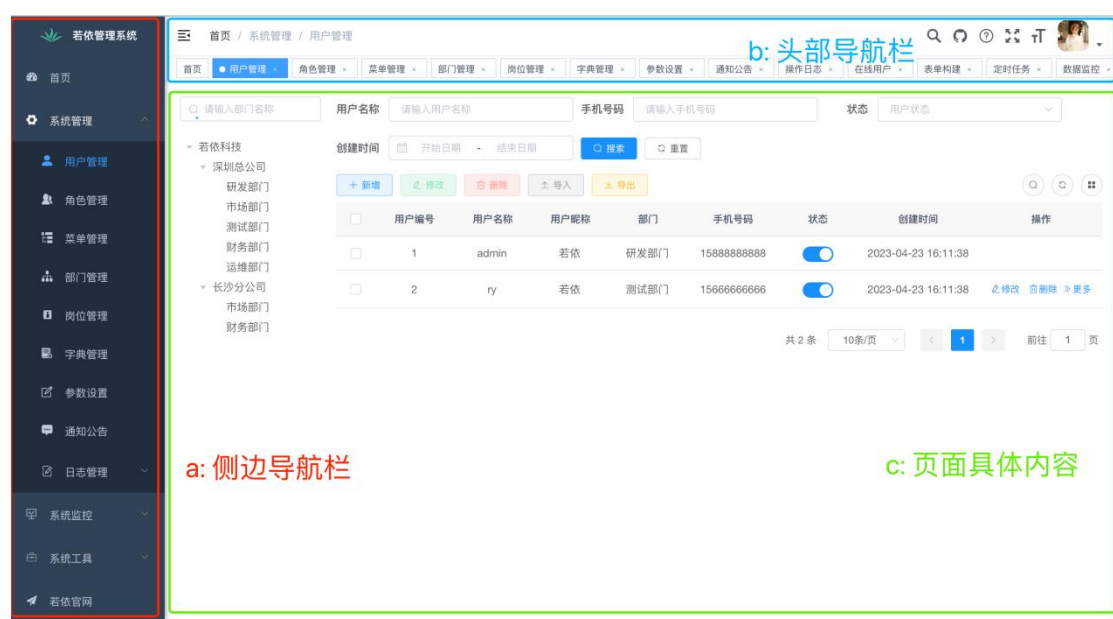 若依管理系统
首页
系统管理
用户管理
角色管理
菜单管理
部门管理
岗位管理
字典管理
参数设置
通知公告
日志管理
系统监控
系统工具
若依官网
a: 侧边导航栏
首页 / 系统管理 / 用户管理
b: 头部导航栏
首页 用户管理 × 角色管理 × 菜单管理 × 部门管理 × 岗位管理 × 字典管理 × 参数设置 × 通知公告 × 操作日志 × 在线用户 × 表单构建 × 定时任务 × 数据监控 ×
请输入部门名称
若依科技
深圳总公司
研发部门
市场部门
测试部门
财务部门
运维部门
长沙分公司
市场部门
财务部门
用户名称 请输入用户名称 手机号码 请输入手机号码 状态 用户状态
创建时间 开始日期 - 结束日期 搜索 重置
+ 新增 修改 删除 导入 导出
用户编号 用户名称 用户昵称 部门 手机号码 状态 创建时间 操作
1 admin 若依 研发部门 15888888888 2023-04-23 16:11:38
2 ry 若依 测试部门 15666666666 2023-04-23 16:11:38 修改 删除 更多
共 2 条 10条/页 < 1 > 前往 1 页
c: 页面具体内容